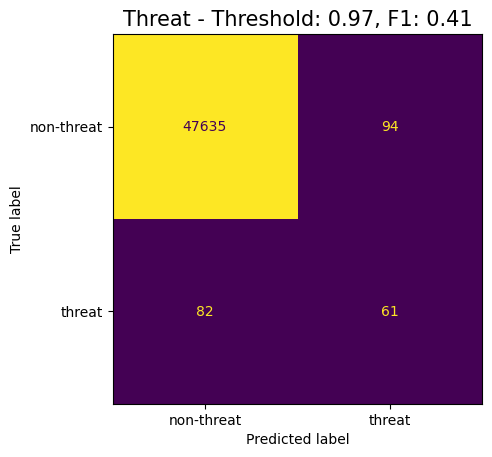 Threat - Threshold: 0.97, F1: 0.41
non-threat
47635
94
True label
threat
82
61
non-threat
threat
Predicted label